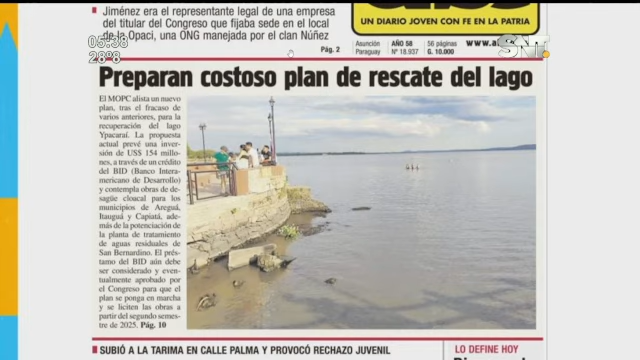 Jiménez era el representante legal de una empresa
del titular del Congreso que fijaba sede en el local
de la Opaci, una ONG manejada por el clan Núñez
Pág. 2
UN DIARIO JOVEN CON FE EN LA PATRIA
Asunción
Paraguay
AÑO 58
N° 18.937
56 páginas
G. 10.000
www.a
SNT
05:38
28°8
Preparan costoso plan de rescate del lago
El MOPC alista un nuevo
plan, tras el fracaso de
varios anteriores, para la
recuperación del lago
Ypacaraí. La propuesta
actual prevé una inver-
sión de US$ 154 millo-
nes, a través de un crédito
del BID (Banco Intera-
mericano de Desarrollo)
y contempla obras de de-
sagüe cloacal para los
municipios de Areguá,
Itauguá y Capiatá, ade-
más de la potenciación de
la planta de tratamiento
de aguas residuales de
San Bernardino. El prés-
tamo del BID aún debe
ser considerado y even-
tualmente aprobado por
el Congreso para que el
plan se ponga en marcha
y se liciten las obras a
partir del segundo semes-
tre de 2025. Pág. 10
SUBIÓ A LA TARIMA EN CALLE PALMA Y PROVOCÓ RECHAZO JUVENIL
LO DEFINE HOY